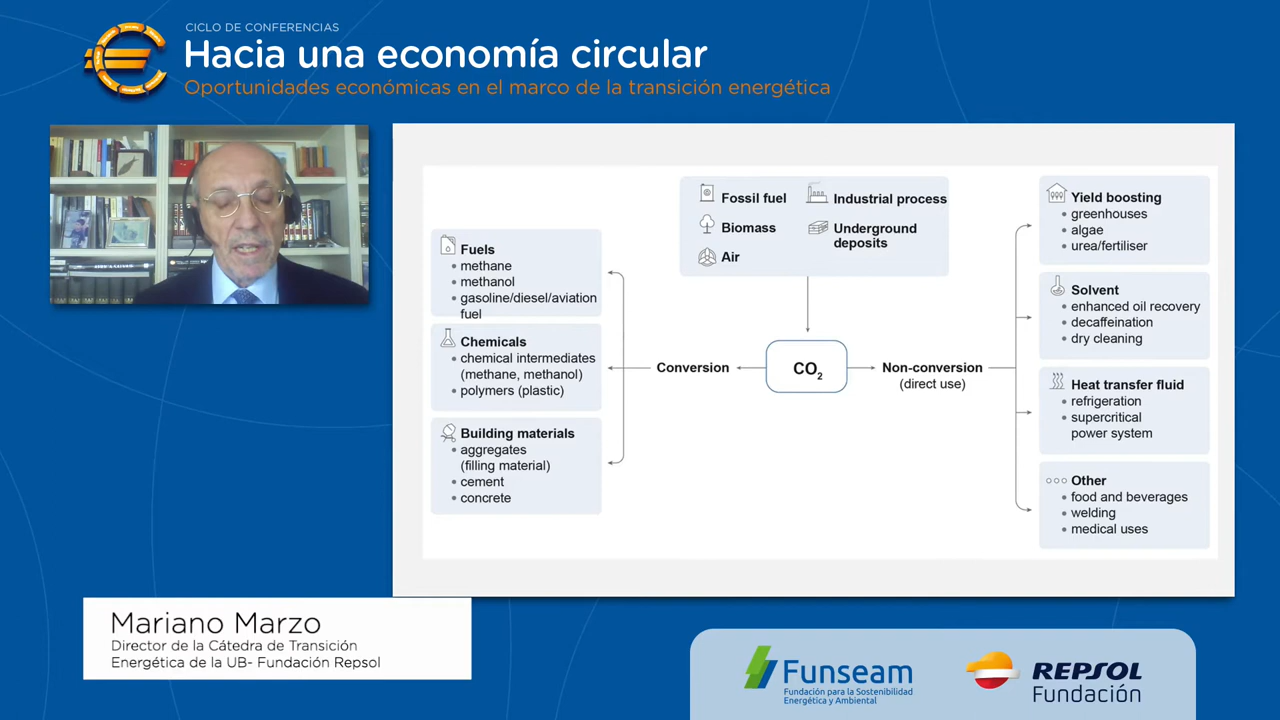 CICLO DE CONFERENCIAS
Hacia una economía circular
Oportunidades económicas en el marco de la transición energética
Fossil fuel
Biomass
Air
Industrial process
Underground
deposits
Fuels
• methane
• methanol
• gasoline/diesel/aviation
fuel
Chemicals
• chemical intermediates
(methane, methanol)
• polymers (plastic)
Building materials
• aggregates
(filling material)
• cement
• concrete
Conversion
CO₂
Non-conversion
(direct use)
Yield boosting
• greenhouses
• algae
• urea/fertiliser
Solvent
• enhanced oil recovery
• decaffeination
• dry cleaning
Heat transfer fluid
• refrigeration
• supercritical
power system
Other
• food and beverages
• welding
• medical uses
Mariano Marzo
Director de la Cátedra de Transición
Energética de la UB- Fundación Repsol
Funseam
Fundación para la Sostenibilidad
Energética y Ambiental
REPSOL
Fundación